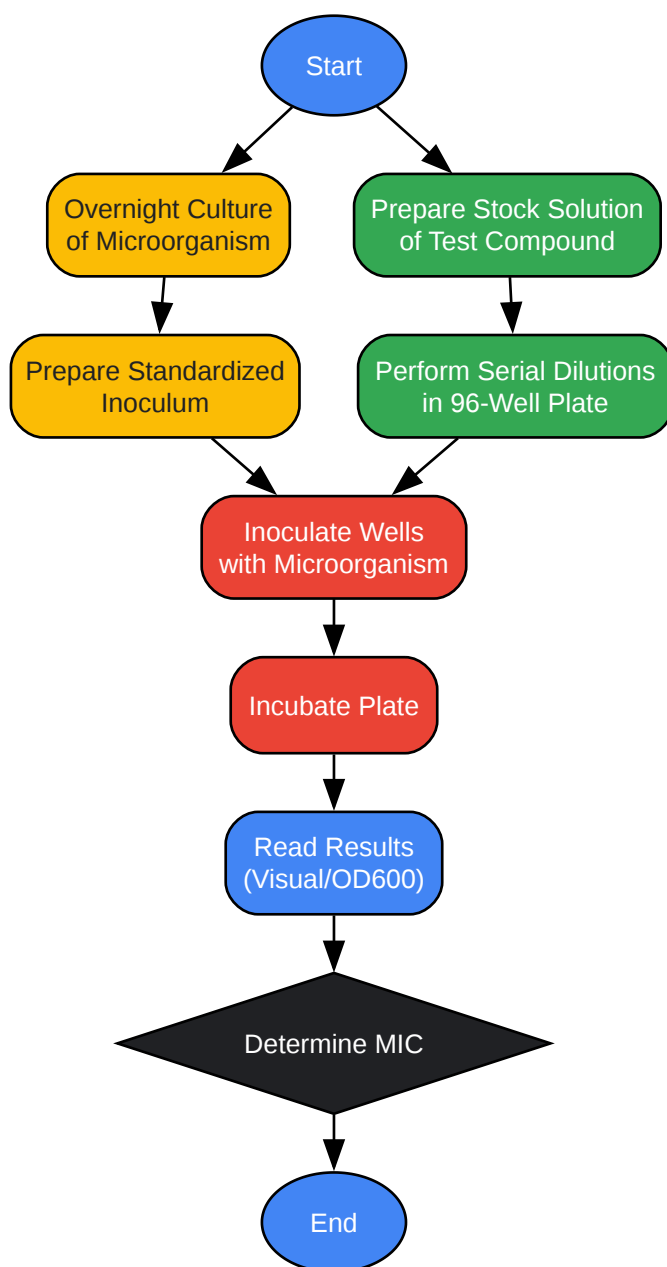 Start
Overnight Culture
of Microorganism
Prepare Stock Solution
of Test Compound
Prepare Standardized
Inoculum
Perform Serial Dilutions
in 96-Well Plate
Inoculate Wells
with Microorganism
Incubate Plate
Read Results
(Visual/OD600)
Determine MIC
End